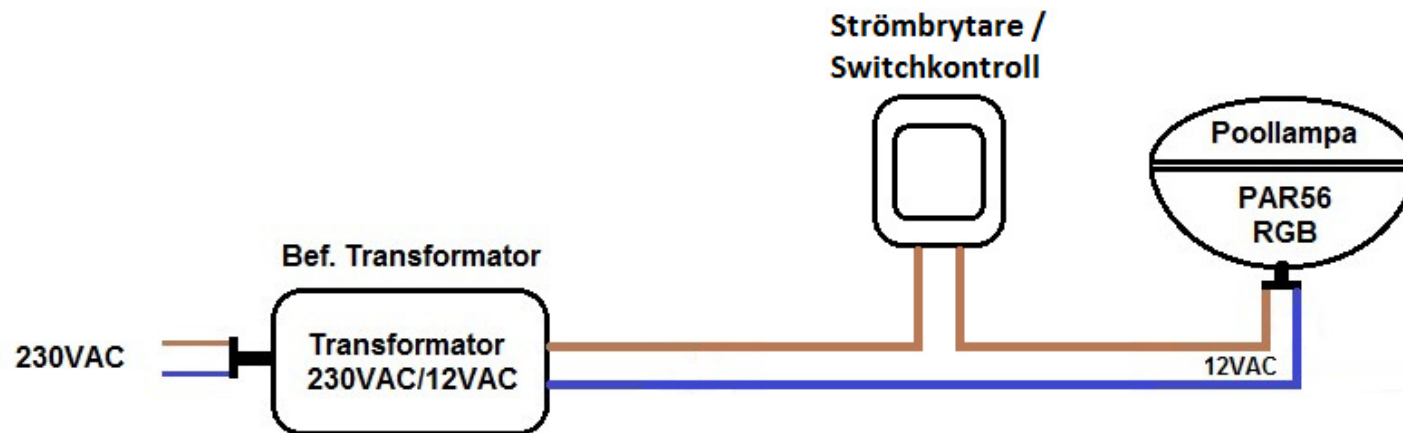 Strömbrytare /
Switchkontroll
Poollampa
PAR56
RGB
Bef. Transformator
230VAC
Transformator
230VAC/12VAC
12VAC